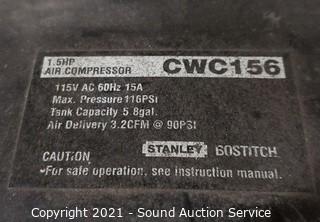 1.5HP
AIR COMPRESSOR CWC156
115V AC 60Hz 15A
Max. Pressure 116PSI
Tank Capacity 5.8gal.
Air Delivery 3.2CFM @ 90PSI
CAUTION STANLEY BOSTITCH
*For safe operation, see instruction manual.
Copyright 2021 - Sound Auction Service